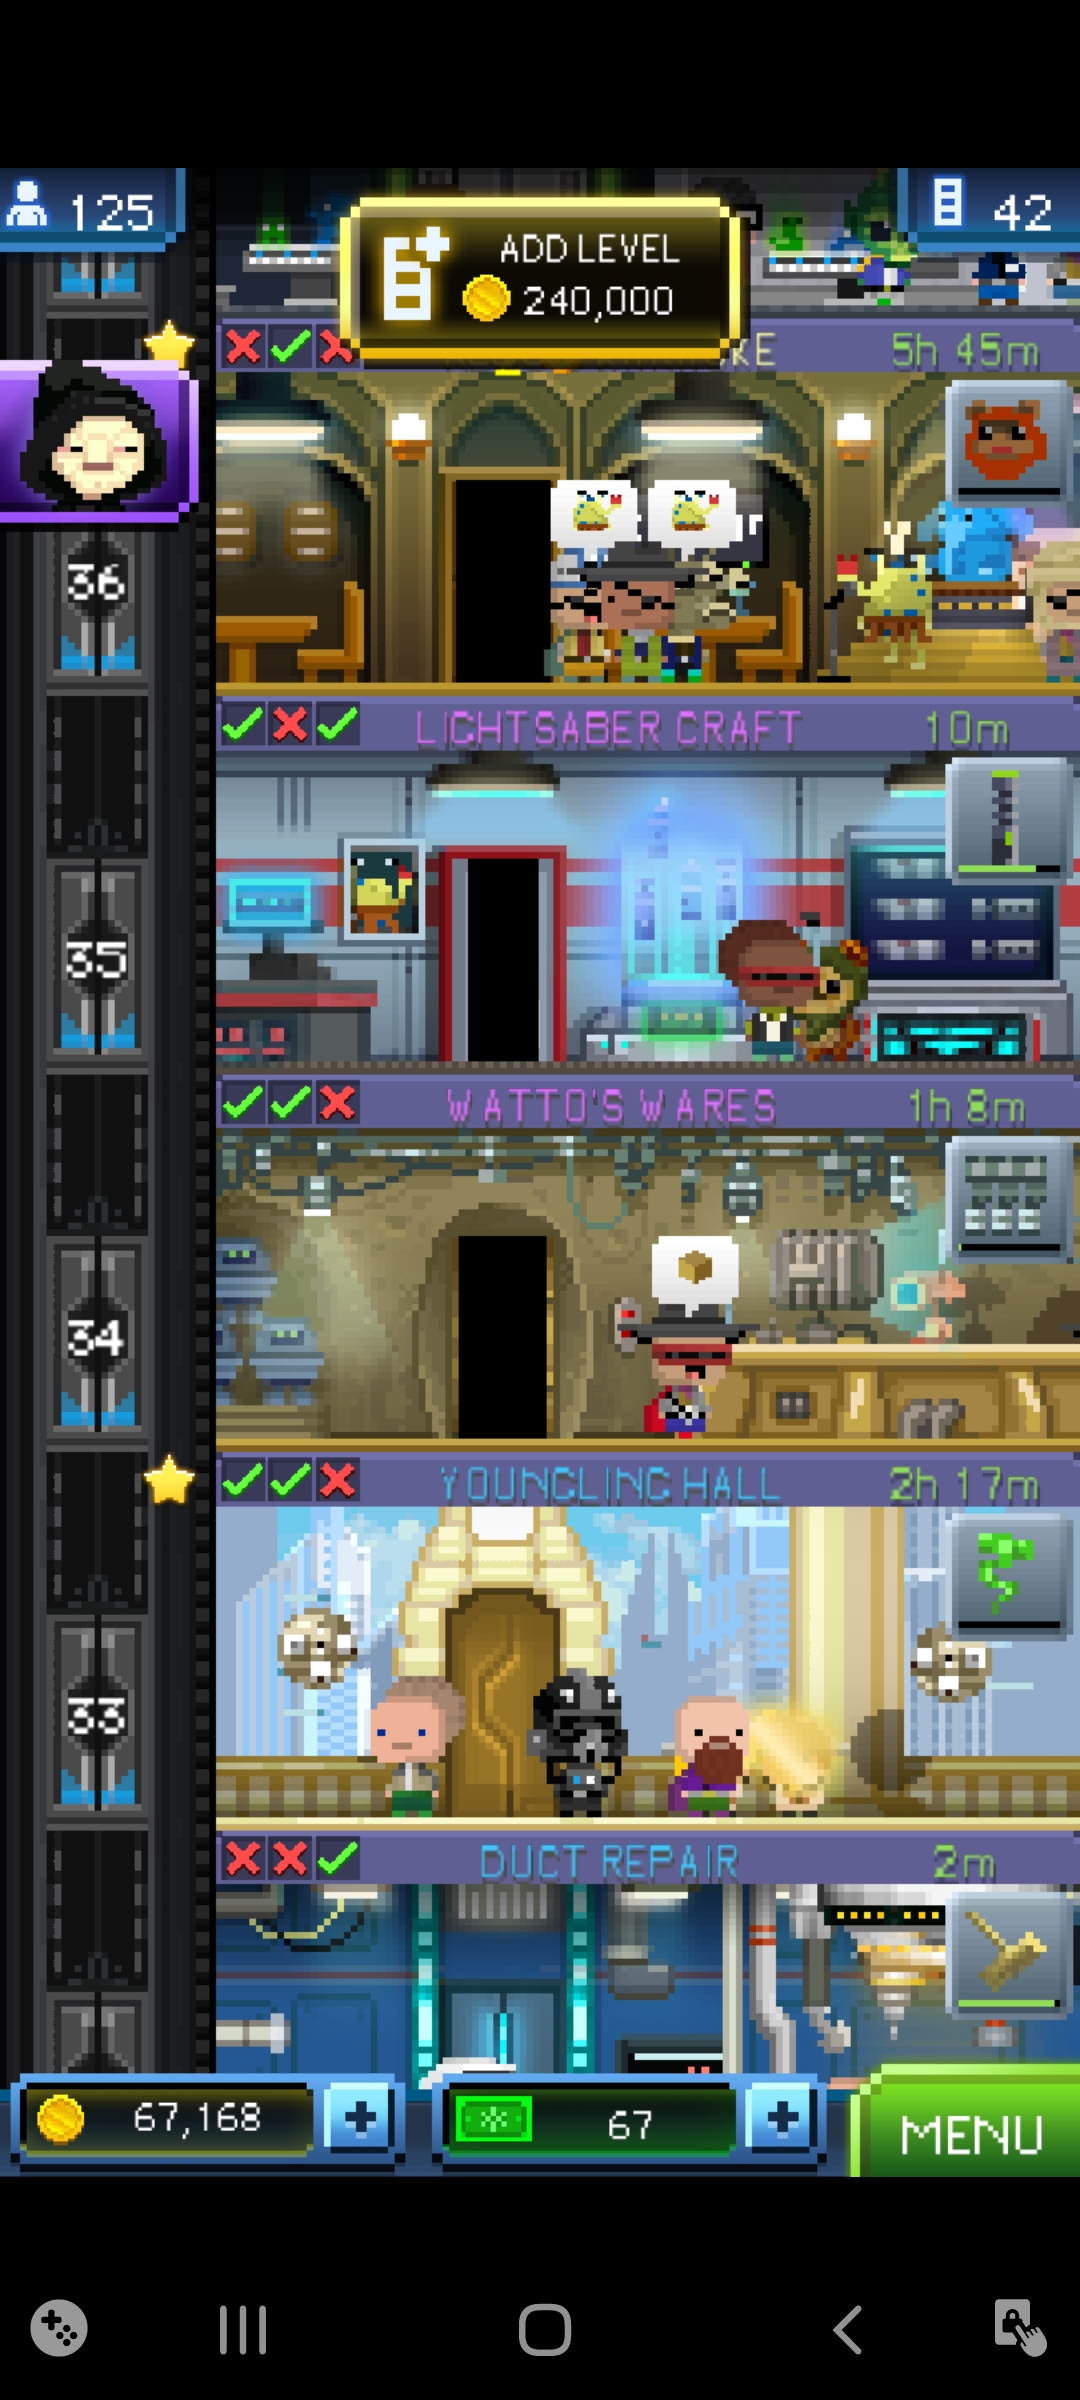 125
42
ADD LEVEL
240,000
KE
5h 45m
36
LIGHTSABER CRAFT
10m
35
WATTO'S WARES
1h 8m
34
YOUNGLING HALL
2h 17m
33
DUCT REPAIR
2m
67,168
67
MENU